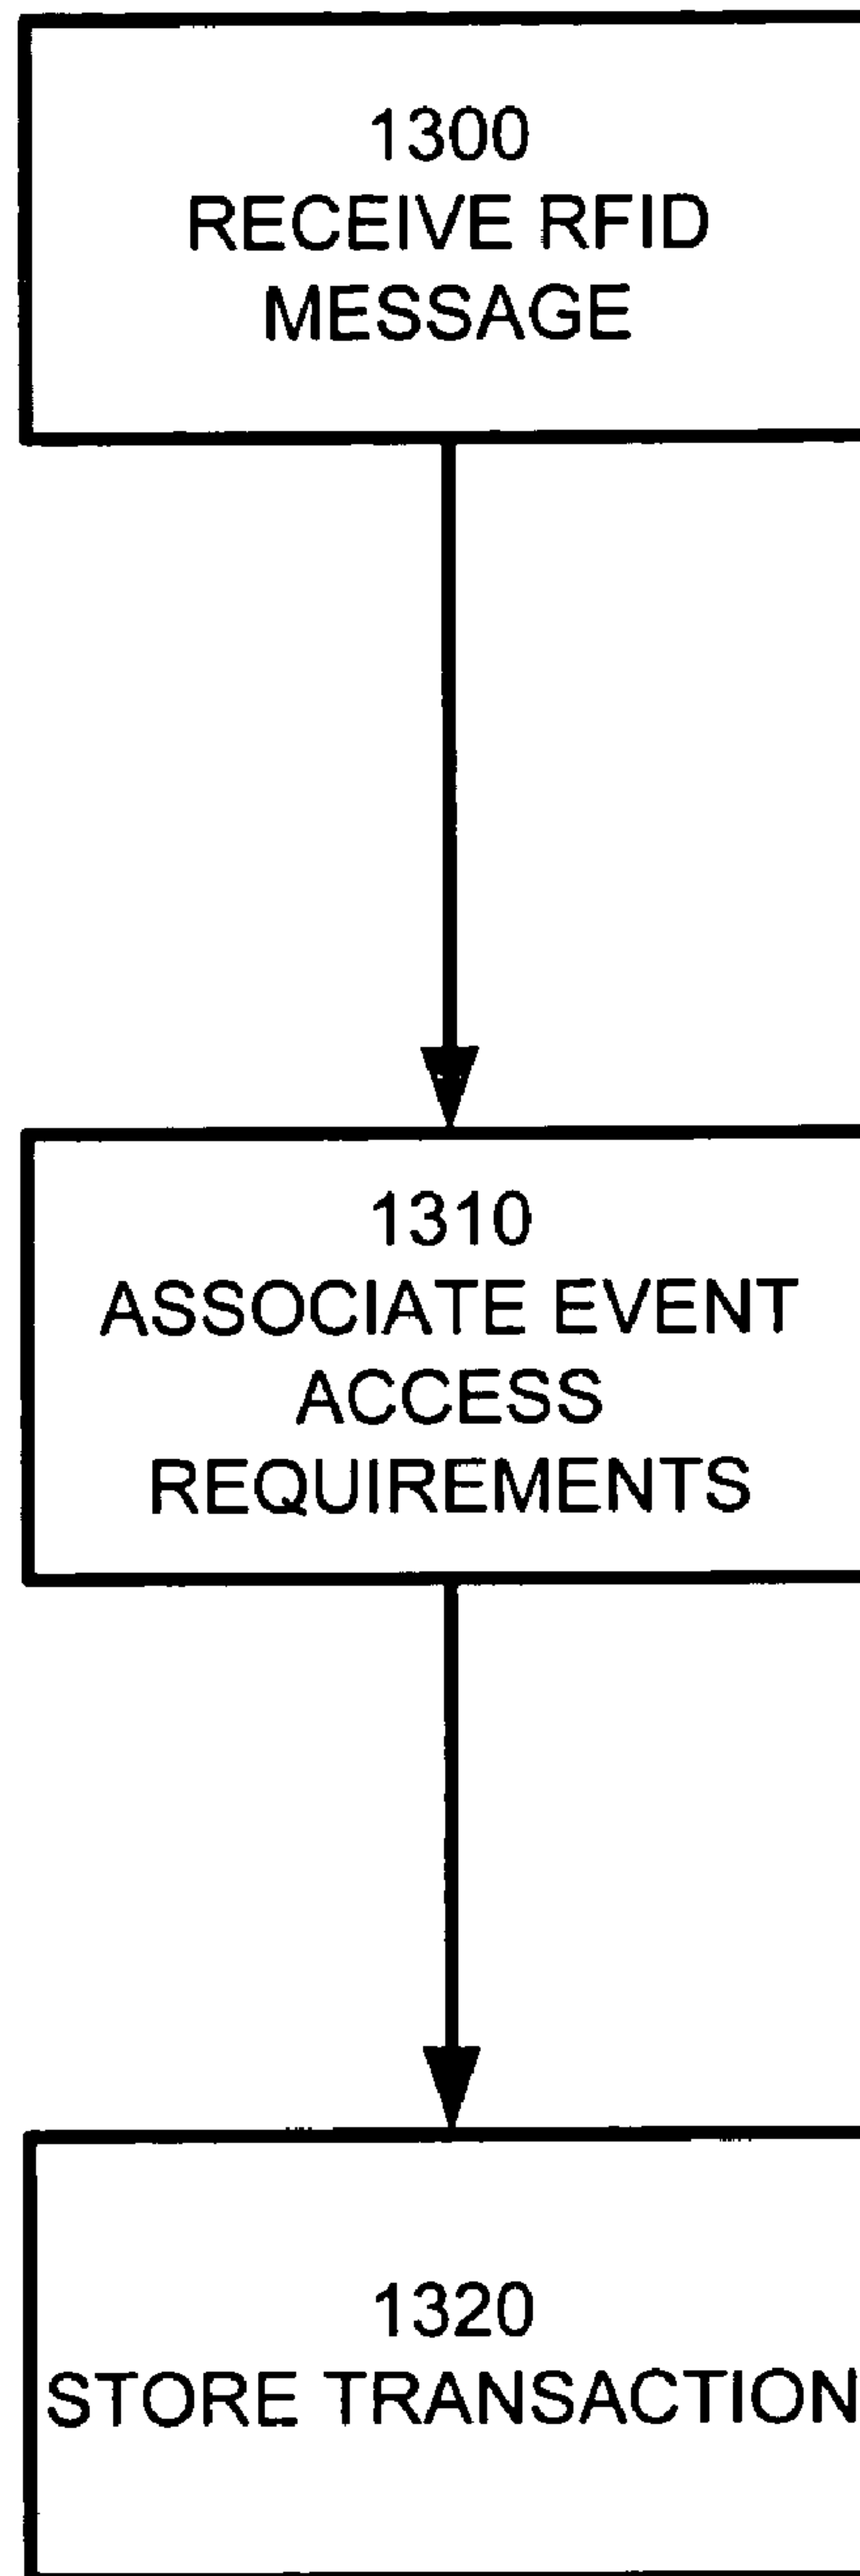 1300
RECEIVE RFID
MESSAGE
1310
ASSOCIATE EVENT
ACCESS
REQUIREMENTS
1320
STORE TRANSACTION